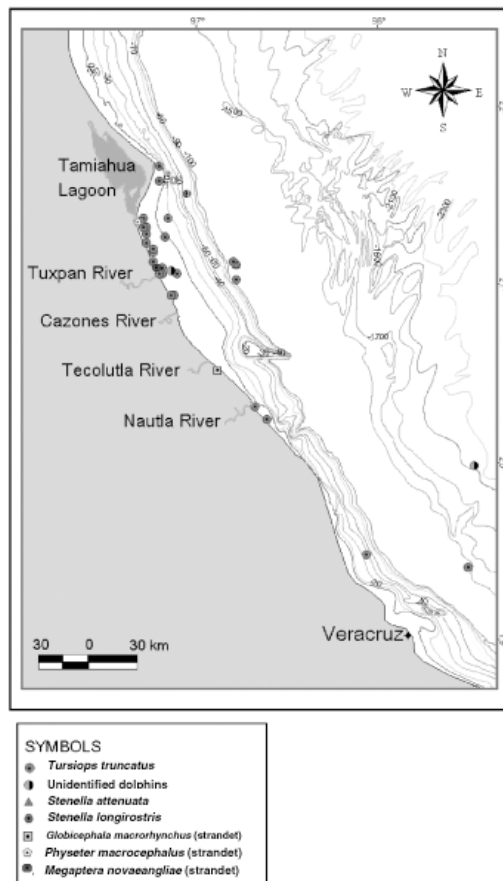 97°
N
W E
S
Tamiahua
Lagoon
Tuxpan River
Cazones River
Tecolutla River
Nautla River
Veracruz
30 0 30 km
SYMBOLS
Tursiops truncatus
Unidentified dolphins
Stenella attenuata
Stenella longirostris
Globicephala macrorhynchus (strandet)
Physeter macrocephalus (strandet)
Megaptera novaeangliae (strandet)